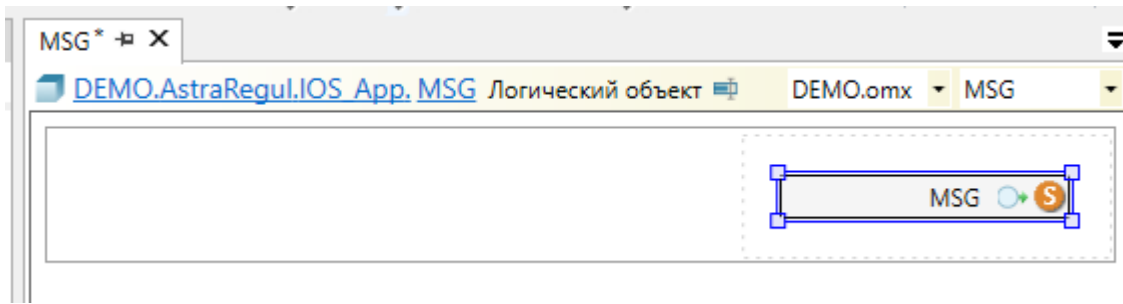 MSG*
DEMO.AstraRegul.IOS_App. MSG Логический объект DEMO.omx MSG
MSG S